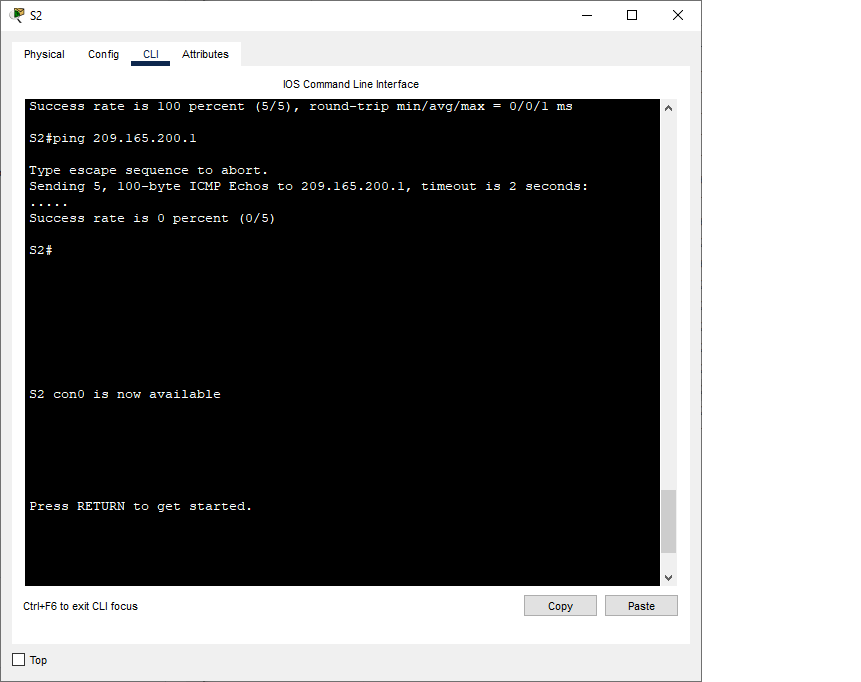 S2
Physical Config CLI Attributes
IOS Command Line Interface
Success rate is 100 percent (5/5), round-trip min/avg/max = 0/0/1 ms
S2#ping 209.165.200.1
Type escape sequence to abort.
Sending 5, 100-byte ICMP Echos to 209.165.200.1, timeout is 2 seconds:
.....
Success rate is 0 percent (0/5)
S2#
S2 con0 is now available
Press RETURN to get started.
Ctrl+F6 to exit CLI focus
Copy Paste
Top